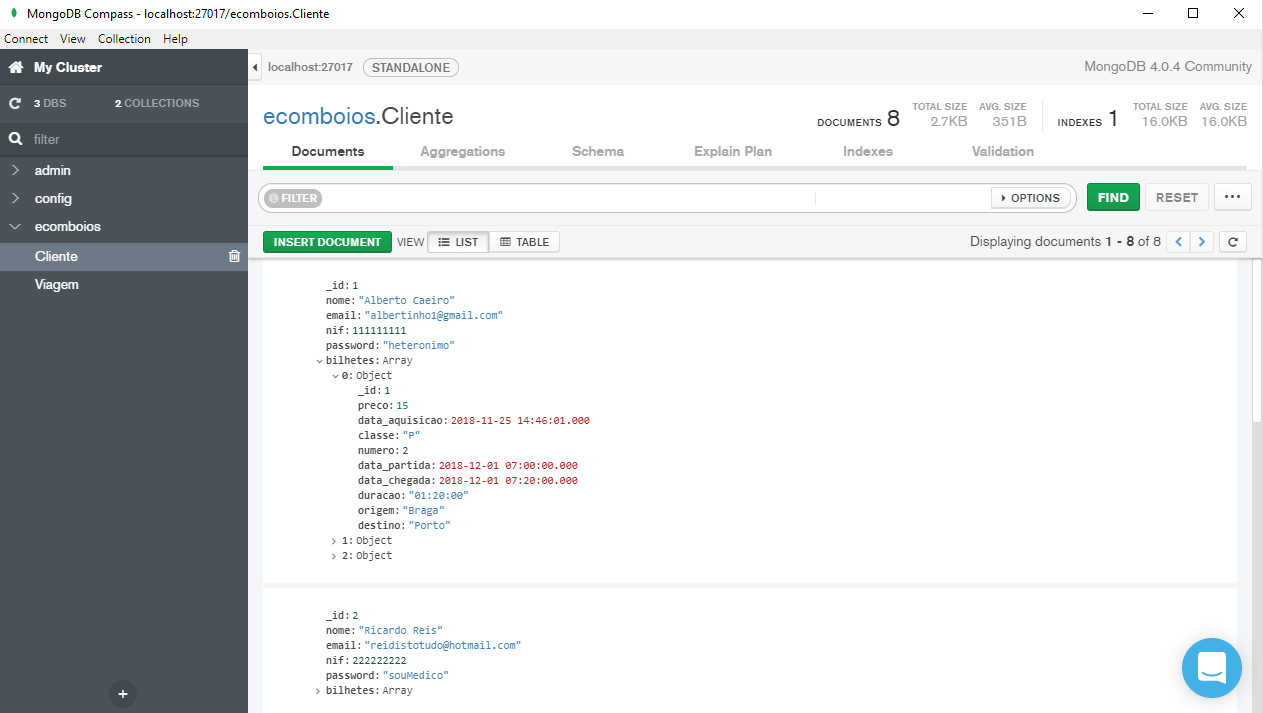 MongoDB Compass - localhost:27017/ecomboios.Cliente
Connect View Collection Help
My Cluster
localhost:27017 STANDALONE MongoDB 4.0.4 Community
3 DBS 2 COLLECTIONS
filter
admin
config
ecomboios
Cliente
Viagem
ecomboios.Cliente
DOCUMENTS 8 TOTAL SIZE 2.7KB AVG. SIZE 351B INDEXES 1 TOTAL SIZE 16.0KB AVG. SIZE 16.0KB
Documents Aggregations Schema Explain Plan Indexes Validation
FILTER OPTIONS FIND RESET ...
INSERT DOCUMENT VIEW LIST TABLE Displaying documents 1 - 8 of 8
_id: 1
nome: "Alberto Caeiro"
email: "albertinho1@gmail.com"
nif: 111111111
password: "heteronimo"
bilhetes: Array
0: Object
_id: 1
preco: 15
data_aquisicao: 2018-11-25 14:46:01.000
classe: "P"
numero: 2
data_partida: 2018-12-01 07:00:00.000
data_chegada: 2018-12-01 07:20:00.000
duracao: "01:20:00"
origem: "Braga"
destino: "Porto"
1: Object
2: Object
_id: 2
nome: "Ricardo Reis"
email: "reidistotudo@hotmail.com"
nif: 222222222
password: "souMedico"
bilhetes: Array